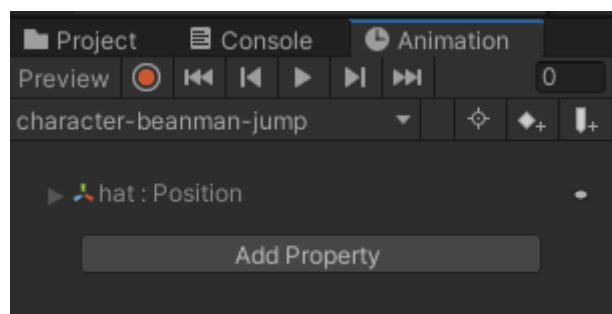 Project Console Animation
Preview 0
character-beanman-jump
hat : Position
Add Property